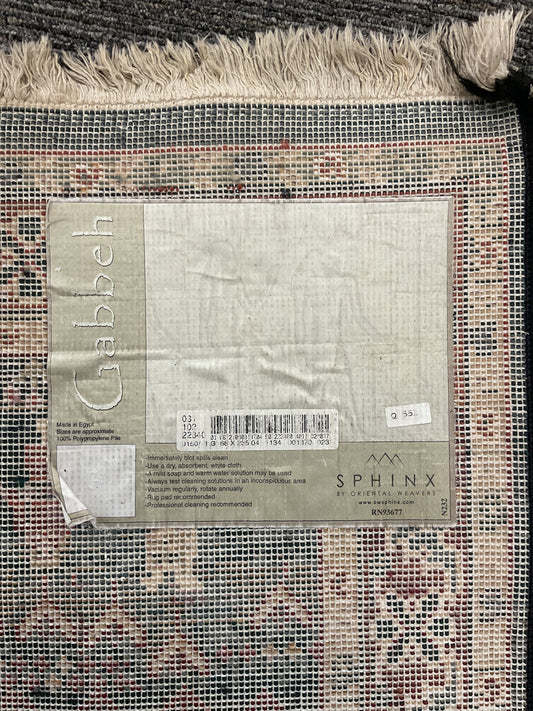 Gabbeh
Made in Egypt
Sizes are approximate
100% Polypropylene Pile
Q 55
-Immediately blot spills clean
-Use a dry, absorbent, white cloth
-A mild soap and warm water solution may be used
-Always test cleaning solutions in an inconspicuous area
-Vacuum regularly, rotate annually
-Rug pad recommended
-Professional cleaning recommended
SPHINX
BY ORIENTAL WEAVERS
www.owsphinx.com
RN93677
N232